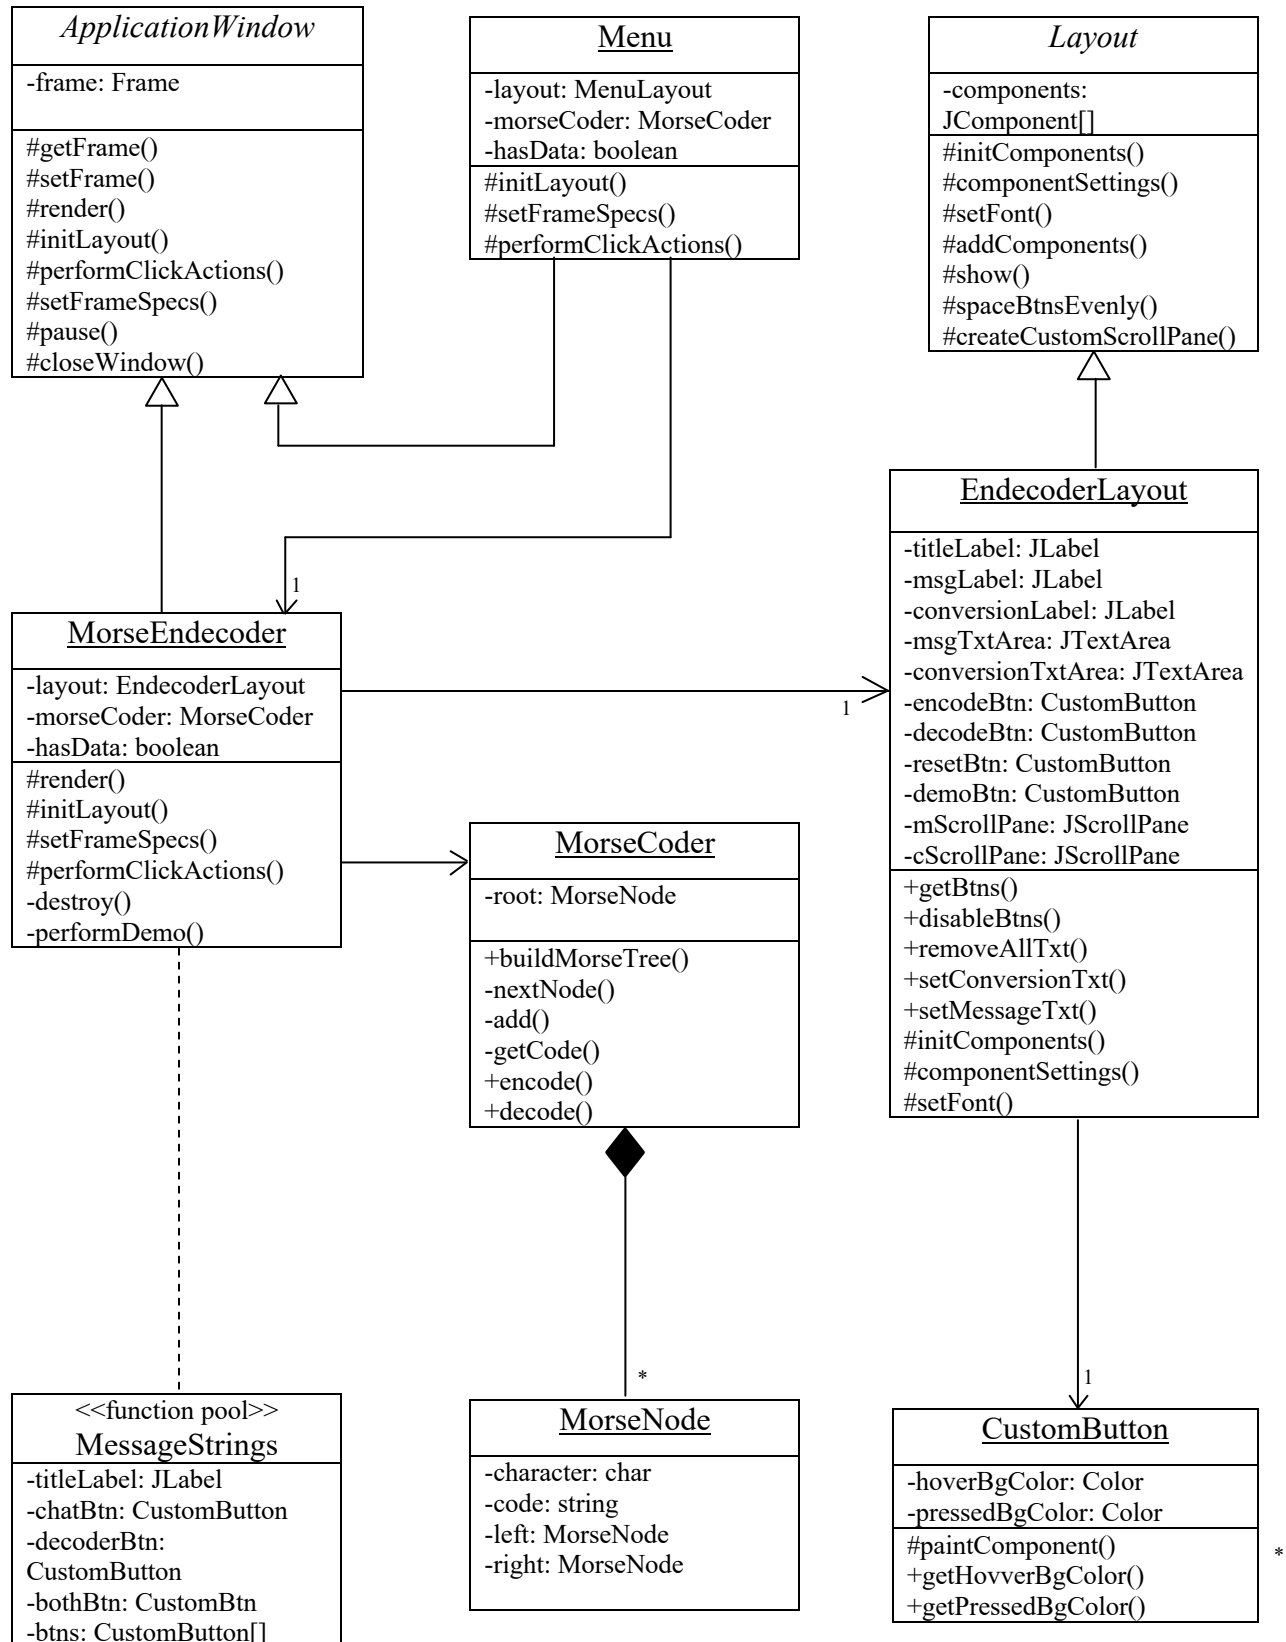 ApplicationWindow
-frame: Frame
#getFrame()
#setFrame()
#render()
#initLayout()
#performClickActions()
#setFrameSpecs()
#pause()
#closeWindow()
Menu
-layout: MenuLayout
-morseCoder: MorseCoder
-hasData: boolean
#initLayout()
#setFrameSpecs()
#performClickActions()
Layout
-components:
JComponent[]
#initComponents()
#componentSettings()
#setFont()
#addComponents()
#show()
#spaceBtnsEvenly()
#createCustomScrollPane()
1
MorseEndecoder
-layout: EndecoderLayout
-morseCoder: MorseCoder
-hasData: boolean
#render()
#initLayout()
#setFrameSpecs()
#performClickActions()
-destroy()
-performDemo()
1
EndecoderLayout
-titleLabel: JLabel
-msgLabel: JLabel
-conversionLabel: JLabel
-msgTxtArea: JTextArea
-conversionTxtArea: JTextArea
-encodeBtn: CustomButton
-decodeBtn: CustomButton
-resetBtn: CustomButton
-demoBtn: CustomButton
-mScrollPane: JScrollPane
-cScrollPane: JScrollPane
+getBtns()
+disableBtns()
+removeAllTxt()
+setConversionTxt()
+setMessageTxt()
#initComponents()
#componentSettings()
#setFont()
MorseCoder
-root: MorseNode
+buildMorseTree()
-nextNode()
-add()
-getCode()
+encode()
+decode()
*
1
<<function pool>>
MessageStrings
-titleLabel: JLabel
-chatBtn: CustomButton
-decoderBtn:
CustomButton
-bothBtn: CustomBtn
-btns: CustomButton[]
MorseNode
-character: char
-code: string
-left: MorseNode
-right: MorseNode
CustomButton
-hoverBgColor: Color
-pressedBgColor: Color
#paintComponent()
+getHovverBgColor()
+getPressedBgColor()
*